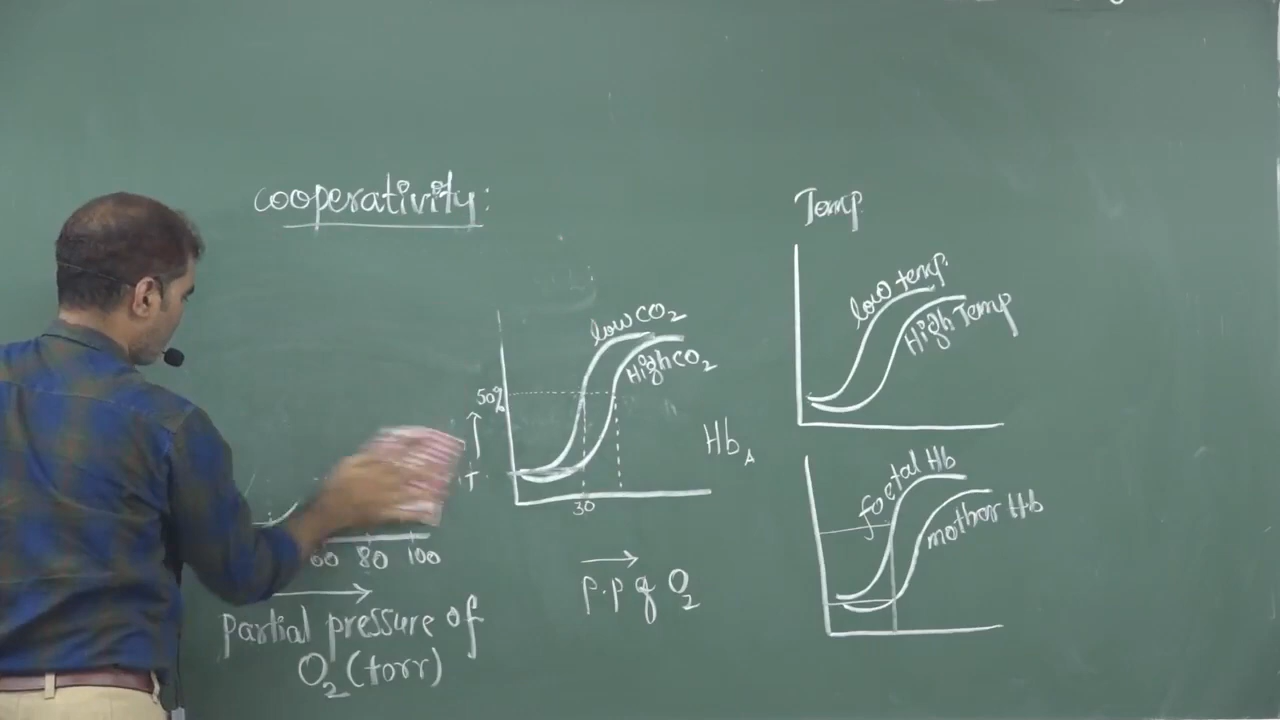 cooperativity:
60 80 100
partial pressure of
O₂ (torr)
low CO₂
High CO₂
50%
30
p.p of O₂
Hb A
Temp
low temp.
High Temp
foetal Hb
mother Hb